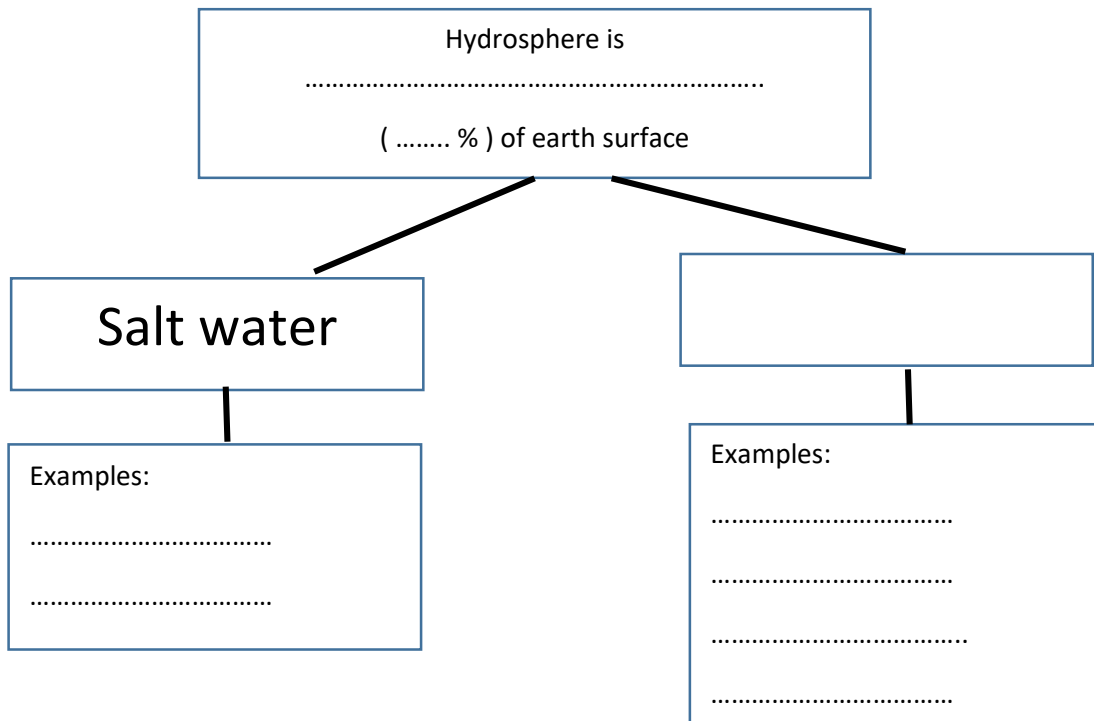 Hydrosphere is
…………………………………………………………..
( …….. % ) of earth surface
Salt water
Examples:
………………………………
………………………………
Examples:
………………………………
………………………………
………………………………..
………………………………